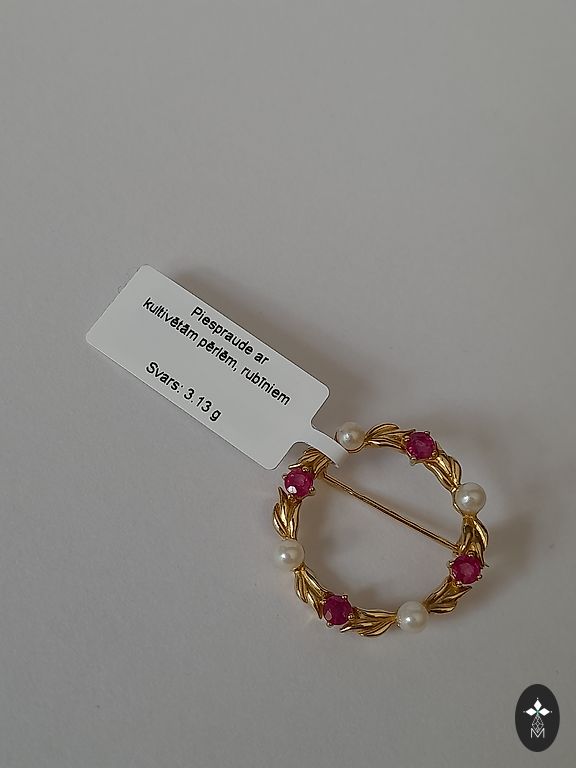 Piespraude ar
kultivētām pērlēm, rubīniem
Svars: 3.13 g
M